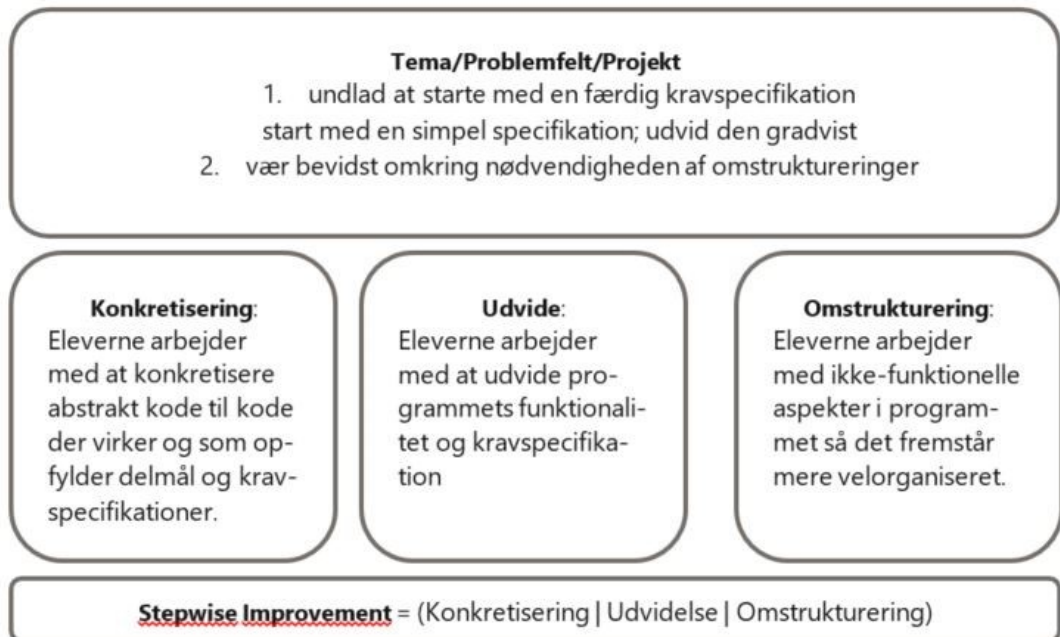 Tema/Problemfelt/Projekt
1. undlad at starte med en færdig kravspecifikation
start med en simpel specifikation; udvid den gradvist
2. vær bevidst omkring nødvendigheden af omstruktureringer
Konkretisering:
Eleverne arbejder
med at konkretisere
abstrakt kode til kode
der virker og som op-
fylder delmål og krav-
specifikationer.
Udvide:
Eleverne arbejder
med at udvide pro-
grammets funktionali-
tet og kravspecifika-
tion
Omstrukturering:
Eleverne arbejder
med ikke-funktionelle
aspekter i program-
met så det fremstår
mere velorganiseret.
Stepwise Improvement = (Konkretisering | Udvidelse | Omstrukturering)